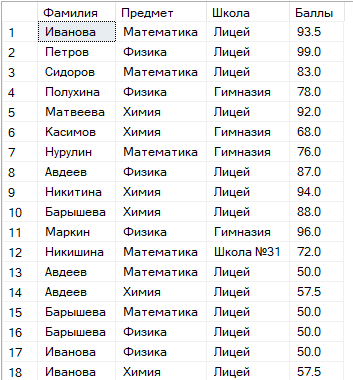 Фамилия Предмет Школа Баллы
1 Иванова Математика Лицей 93.5
2 Петров Физика Лицей 99.0
3 Сидоров Математика Лицей 83.0
4 Полухина Физика Гимназия 78.0
5 Матвеева Химия Лицей 92.0
6 Касимов Химия Гимназия 68.0
7 Нурулин Математика Гимназия 76.0
8 Авдеев Физика Лицей 87.0
9 Никитина Химия Лицей 94.0
10 Барышева Химия Лицей 88.0
11 Маркин Физика Гимназия 96.0
12 Никишина Математика Школа №31 72.0
13 Авдеев Математика Лицей 50.0
14 Авдеев Химия Лицей 57.5
15 Барышева Математика Лицей 50.0
16 Барышева Физика Лицей 50.0
17 Иванова Физика Лицей 50.0
18 Иванова Химия Лицей 57.5